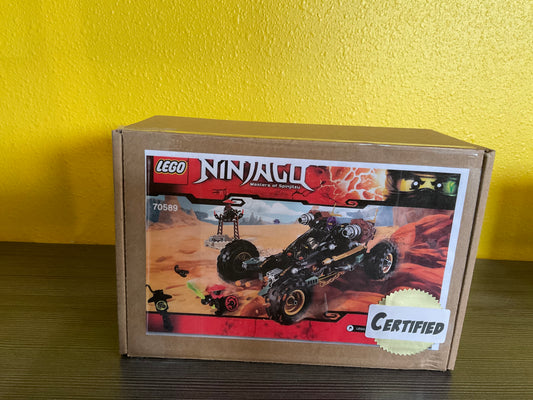 LEGO NINJAGO
Masters of Spinjitzu
70589
CERTIFIED